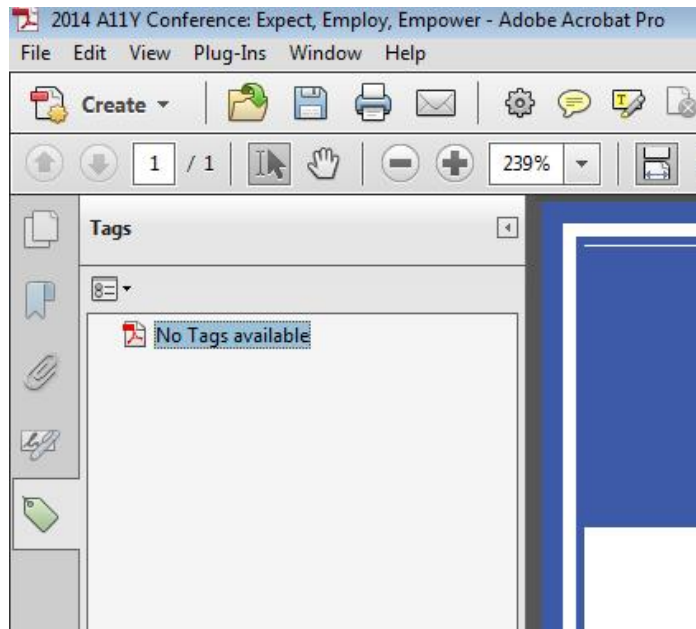 2014 A11Y Conference: Expect, Employ, Empower - Adobe Acrobat Pro
File Edit View Plug-Ins Window Help
Create
1 / 1 239%
Tags
No Tags available